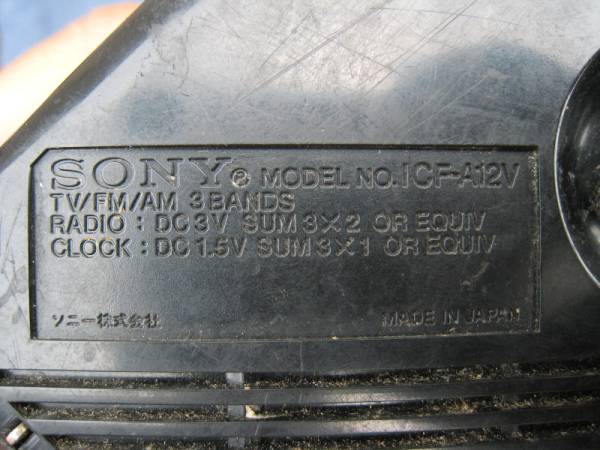 SONY® MODEL NO. ICF-A12V
TV/FM/AM 3 BANDS
RADIO : DC 3V SUM 3×2 OR EQUIV
CLOCK : DC 1.5V SUM 3×1 OR EQUIV
ソニー株式会社 MADE IN JAPAN